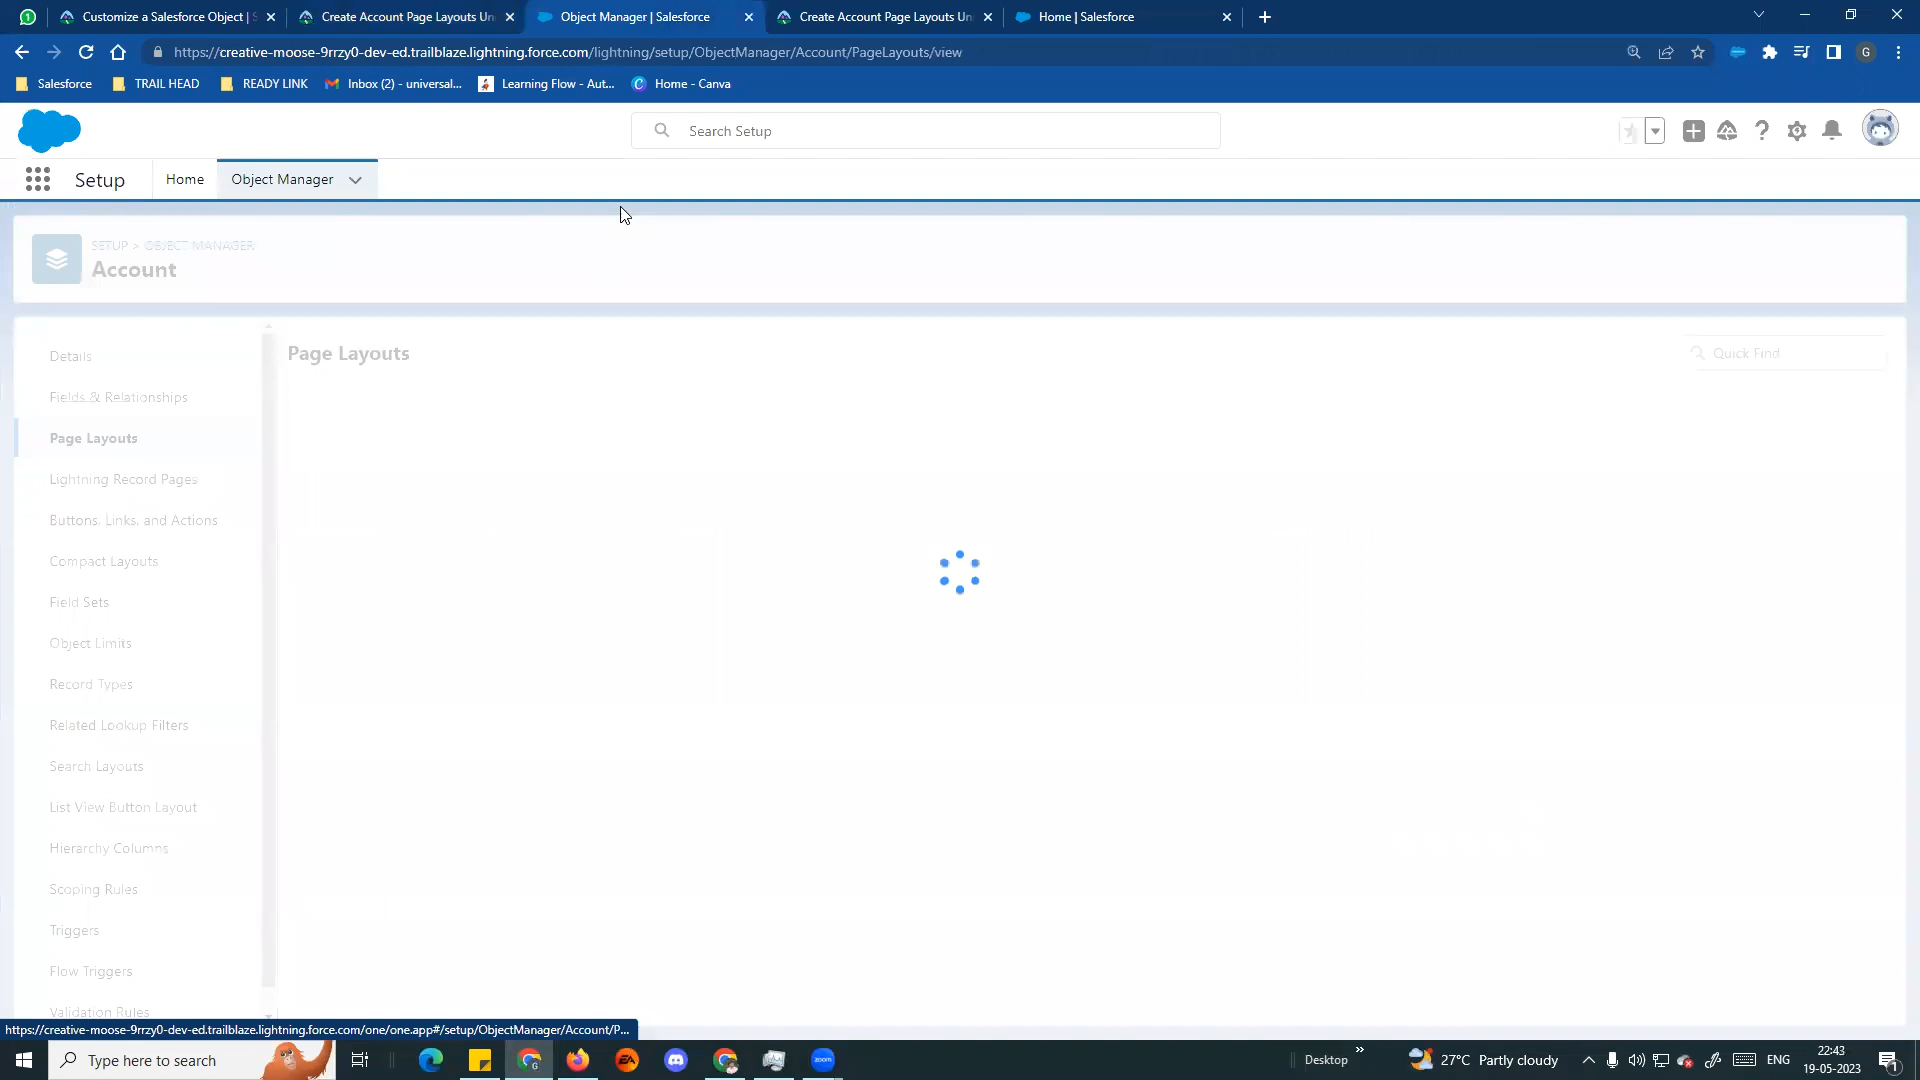 Customize a Salesforce Object | S
Create Account Page Layouts Un
Object Manager | Salesforce
Create Account Page Layouts Un
Home | Salesforce
https://creative-moose-9rrzy0-dev-ed.trailblaze.lightning.force.com/lightning/setup/ObjectManager/Account/PageLayouts/view
G
Salesforce
TRAIL HEAD
READY LINK
Inbox (2) - universal...
Learning Flow - Aut...
Home - Canva
Search Setup
Setup
Home
Object Manager
SETUP > OBJECT MANAGER
Account
Details
Fields & Relationships
Page Layouts
Lightning Record Pages
Buttons, Links, and Actions
Compact Layouts
Field Sets
Object Limits
Record Types
Related Lookup Filters
Search Layouts
List View Button Layout
Hierarchy Columns
Scoping Rules
Triggers
Flow Triggers
Validation Rules
Page Layouts
Quick Find
https://creative-moose-9rrzy0-dev-ed.trailblaze.lightning.force.com/one/one.app#/setup/ObjectManager/Account/P...
Type here to search
EA
zoom
Desktop
27°C Partly cloudy
ENG
22:43
19-05-2023
1